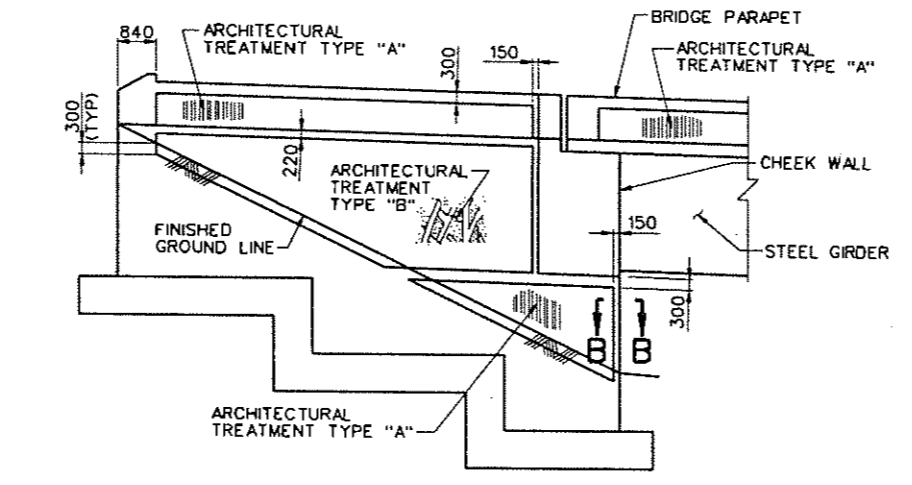 BRIDGE PARAPET
840
ARCHITECTURAL
TREATMENT TYPE "A"
300
150
ARCHITECTURAL
TREATMENT TYPE "A"
300
(TYP)
220
ARCHITECTURAL
TREATMENT
TYPE "B"
CHEEK WALL
FINISHED
GROUND LINE
150
STEEL GIRDER
300
B
B
ARCHITECTURAL
TREATMENT TYPE "A"